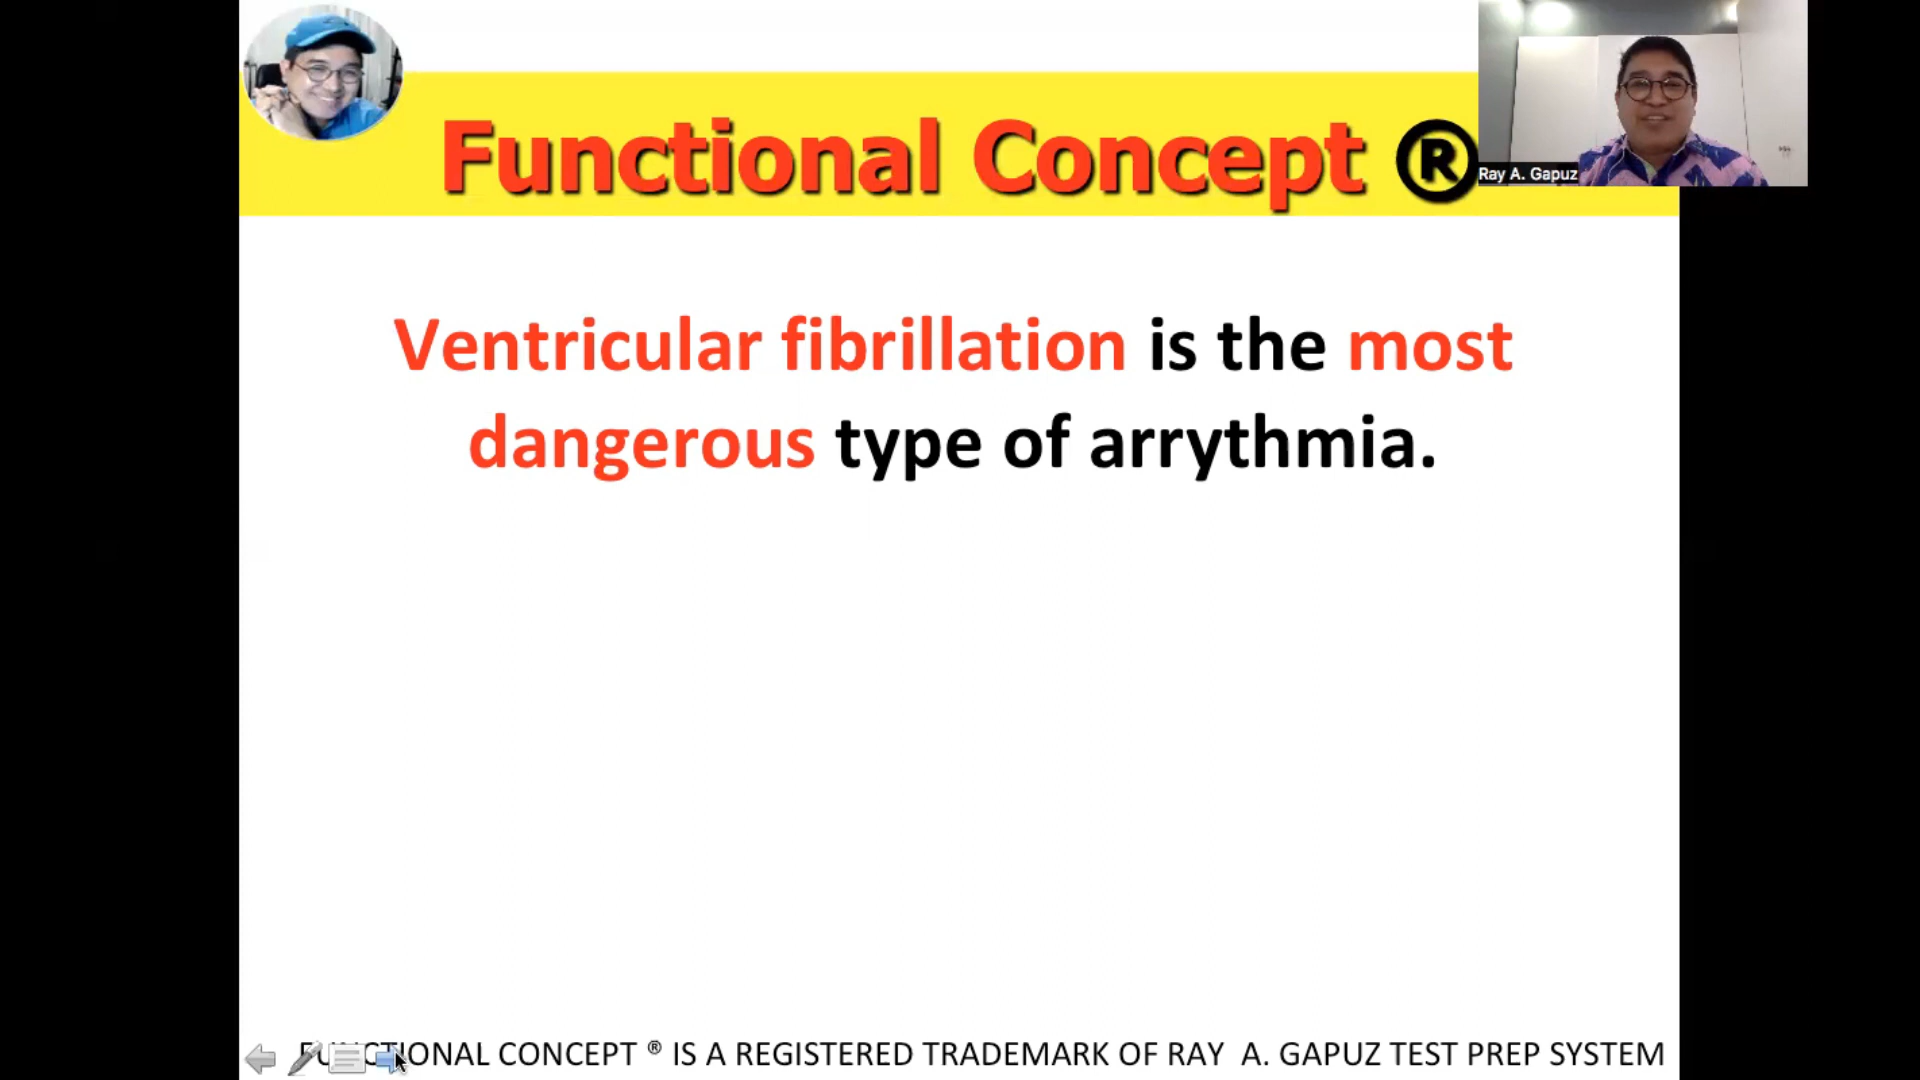 Functional Concept ®
Ray A. Gapuz
Ventricular fibrillation is the most
dangerous type of arrythmia.
FUNCTIONAL CONCEPT ® IS A REGISTERED TRADEMARK OF RAY A. GAPUZ TEST PREP SYSTEM